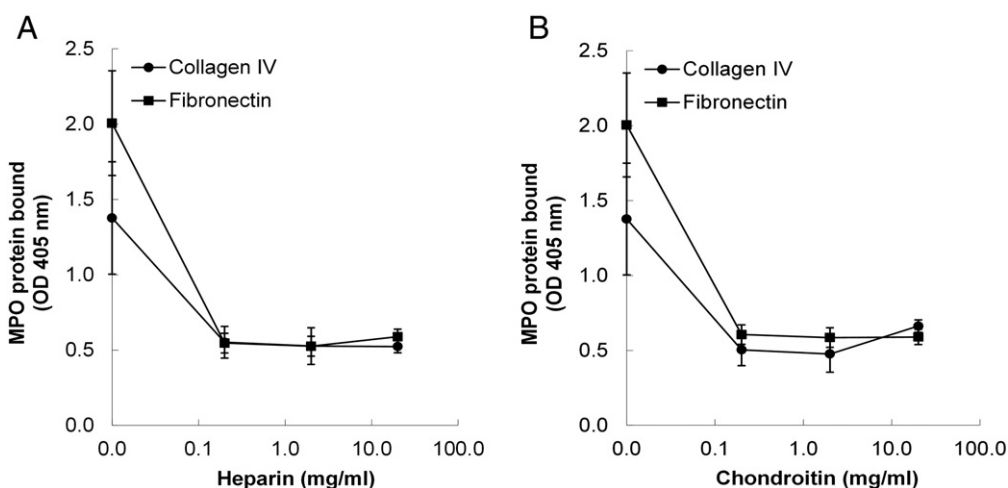 A
2.5
2.0
1.5
1.0
0.5
0.0
MPO protein bound
(OD 405 nm)
Collagen IV
Fibronectin
0.0 0.1 1.0 10.0 100.0
Heparin (mg/ml)
B
2.5
2.0
1.5
1.0
0.5
0.0
MPO protein bound
(OD 405 nm)
Collagen IV
Fibronectin
0.0 0.1 1.0 10.0 100.0
Chondroitin (mg/ml)